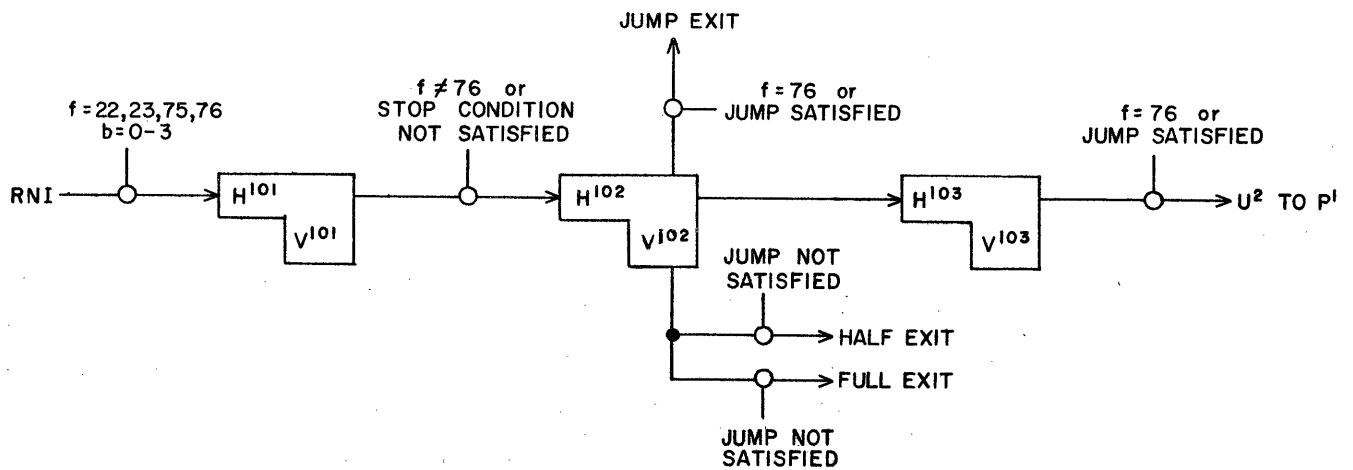 JUMP EXIT
f = 22, 23, 75, 76
b = 0 - 3
f ≠ 76 or
STOP CONDITION
NOT SATISFIED
f = 76 or
JUMP SATISFIED
f = 76 or
JUMP SATISFIED
RNI
H¹⁰¹
V¹⁰¹
H¹⁰²
V¹⁰²
H¹⁰³
V¹⁰³
U² TO P¹
JUMP NOT
SATISFIED
HALF EXIT
FULL EXIT
JUMP NOT
SATISFIED